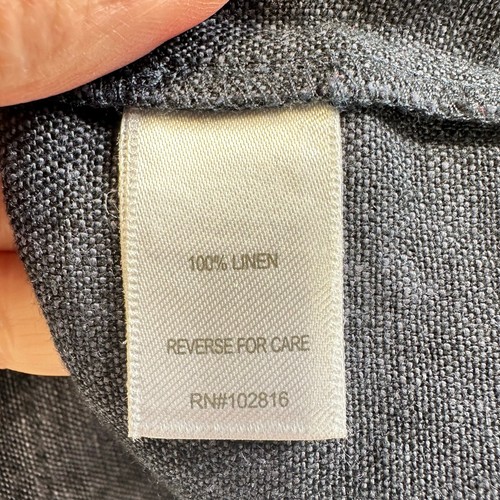 100% LINEN
REVERSE FOR CARE
RN#102816